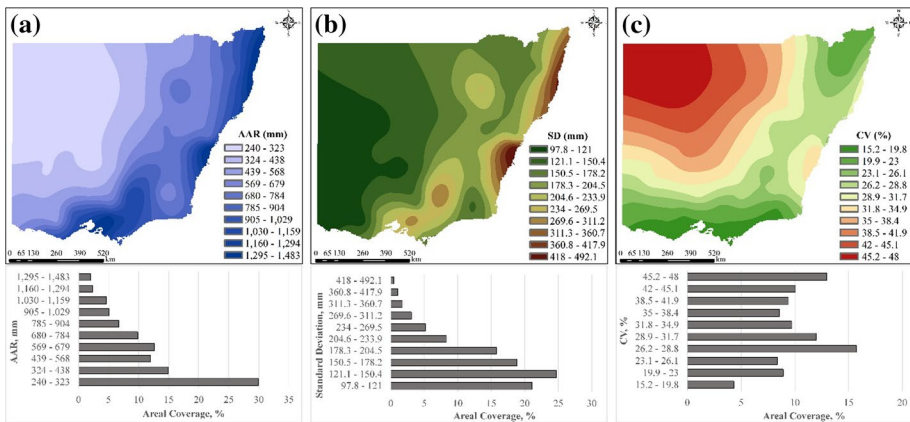 (a)
AAR (mm)
240 - 323
324 - 438
439 - 568
569 - 679
680 - 784
785 - 904
905 - 1,029
1,030 - 1,159
1,160 - 1,294
1,295 - 1,483
0 65 130 260 390 520
km
(b)
SD (mm)
97.8 - 121
121.1 - 150.4
150.5 - 178.2
178.3 - 204.5
204.6 - 233.9
234 - 269.5
269.6 - 311.2
311.3 - 360.7
360.8 - 417.9
418 - 492.1
0 65 130 260 390 520
km
(c)
CV (%)
15.2 - 19.8
19.9 - 23
23.1 - 26.1
26.2 - 28.8
28.9 - 31.7
31.8 - 34.9
35 - 38.4
38.5 - 41.9
42 - 45.1
45.2 - 48
0 65 130 260 390 520
km
AAR, mm
1,295 - 1,483
1,160 - 1,294
1,030 - 1,159
905 - 1,029
785 - 904
680 - 784
569 - 679
439 - 568
324 - 438
240 - 323
0 5 10 15 20 25 30 35
Areal Coverage, %
Standard Deviation, mm
418 - 492.1
360.8 - 417.9
311.3 - 360.7
269.6 - 311.2
234 - 269.5
204.6 - 233.9
178.3 - 204.5
150.5 - 178.2
121.1 - 150.4
97.8 - 121
0 5 10 15 20 25 30
Areal Coverage, %
CV, %
45.2 - 48
42 - 45.1
38.5 - 41.9
35 - 38.4
31.8 - 34.9
28.9 - 31.7
26.2 - 28.8
23.1 - 26.1
19.9 - 23
15.2 - 19.8
0 5 10 15 20
Areal Coverage, %